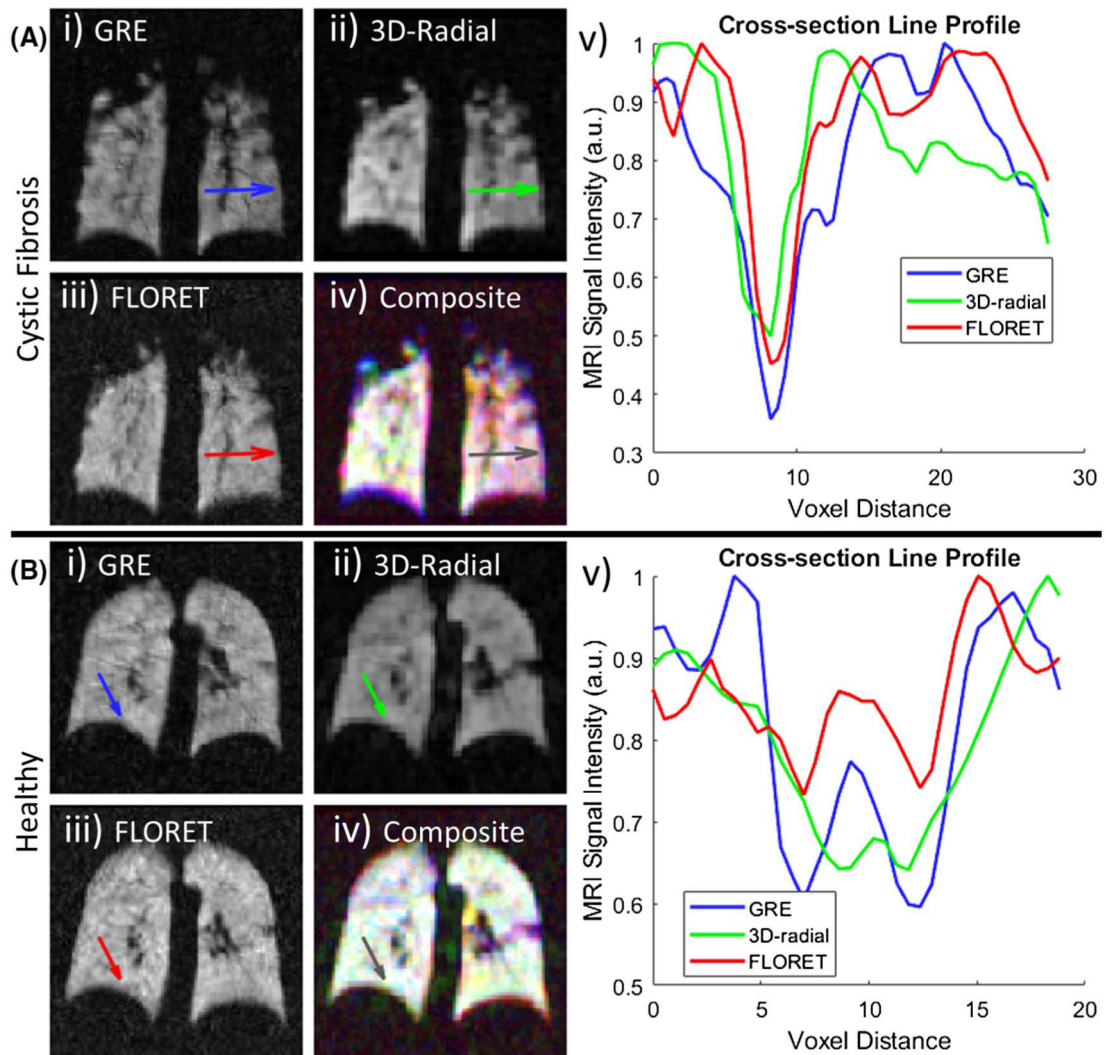 (A)
Cystic Fibrosis
i) GRE
ii) 3D-Radial
iii) FLORET
iv) Composite
v)
Cross-section Line Profile
MRI Signal Intensity (a.u.)
1
0.9
0.8
0.7
0.6
0.5
0.4
0.3
0
10
20
30
Voxel Distance
GRE
3D-radial
FLORET
(B)
Healthy
i) GRE
ii) 3D-Radial
iii) FLORET
iv) Composite
v)
Cross-section Line Profile
MRI Signal Intensity (a.u.)
1
0.9
0.8
0.7
0.6
0.5
0
5
10
15
20
Voxel Distance
GRE
3D-radial
FLORET